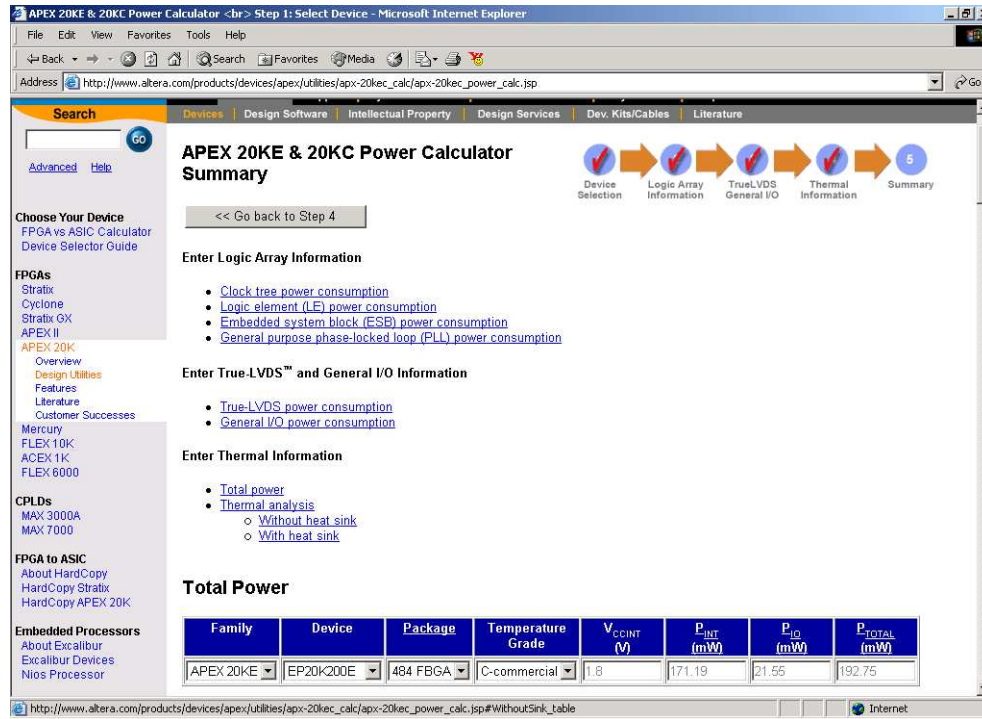 APEX 20KE & 20KC Power Calculator <br> Step 1: Select Device - Microsoft Internet Explorer
File Edit View Favorites Tools Help
Back Search Favorites Media
Address http://www.altera.com/products/devices/apex/utilities/apx-20kec_calc/apx-20kec_power_calc.jsp Go
Search
GO
Advanced Help
Choose Your Device
FPGA vs ASIC Calculator
Device Selector Guide
FPGAs
Stratix
Cyclone
Stratix GX
APEX II
APEX 20K
Overview
Design Utilities
Features
Literature
Customer Successes
Mercury
FLEX 10K
ACEX 1K
FLEX 6000
CPLDs
MAX 3000A
MAX 7000
FPGA to ASIC
About HardCopy
HardCopy Stratix
HardCopy APEX 20K
Embedded Processors
About Excalibur
Excalibur Devices
Nios Processor
Devices | Design Software | Intellectual Property | Design Services | Dev. Kits/Cables | Literature
APEX 20KE & 20KC Power Calculator
Summary
5
Device Selection
Logic Array Information
TrueLVDS General I/O
Thermal Information
Summary
<< Go back to Step 4
Enter Logic Array Information
• Clock tree power consumption
• Logic element (LE) power consumption
• Embedded system block (ESB) power consumption
• General purpose phase-locked loop (PLL) power consumption
Enter True-LVDS™ and General I/O Information
• True-LVDS power consumption
• General I/O power consumption
Enter Thermal Information
• Total power
• Thermal analysis
o Without heat sink
o With heat sink
Total Power
Family Device Package Temperature Grade VCCINT (V) PINT (mW) PIO (mW) PTOTAL (mW)
APEX 20KE EP20K200E 484 FBGA C-commercial 1.8 171.19 21.55 192.75
http://www.altera.com/products/devices/apex/utilities/apx-20kec_calc/apx-20kec_power_calc.jsp#WithoutSink_table Internet